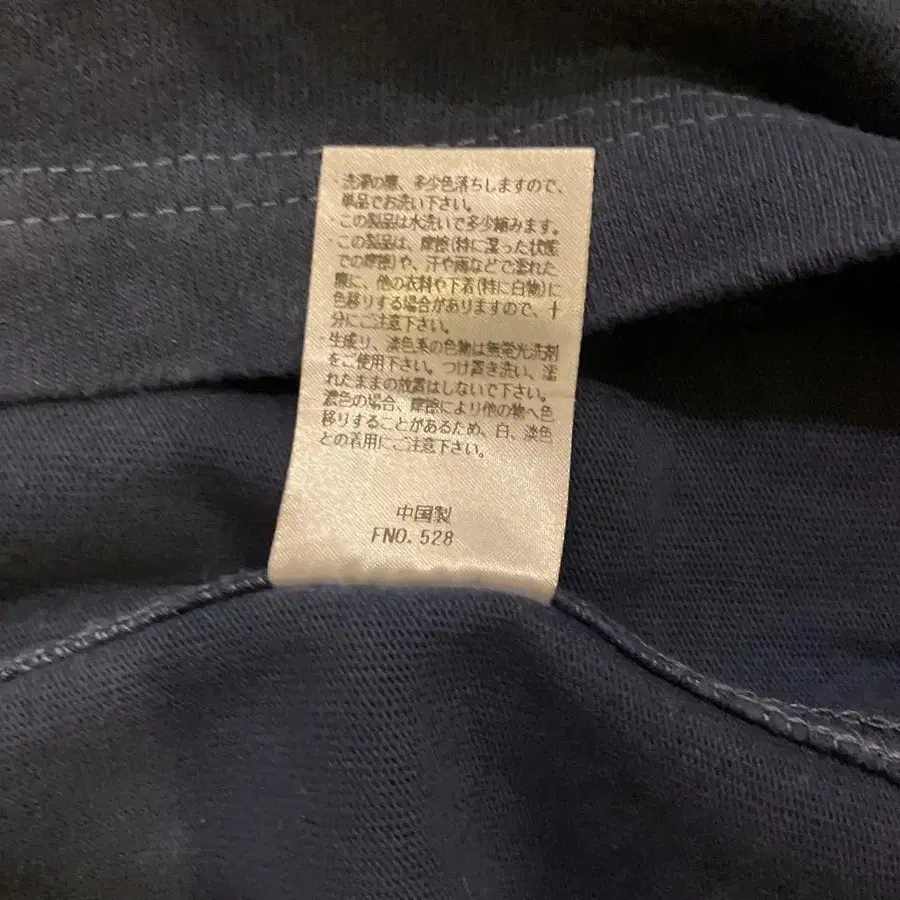 ・洗濯の際、多少色落ちしますので、
単品でお洗い下さい。
・この製品は水洗いで多少縮みます。
・この製品は、摩擦(特に湿った状態
での摩擦)や、汗や雨などで濡れた
際に、他の衣料や下着(特に白物)に
色移りする場合がありますので、十
分にご注意下さい。
・生成り、淡色系の色物は無蛍光洗剤
をご使用下さい。つけ置き洗い、濡
れたままの放置はしないで下さい。
濃色の場合、摩擦により他の物へ色
移りすることがあるため、白、淡色
との着用にご注意下さい。
中国製
FNO. 528